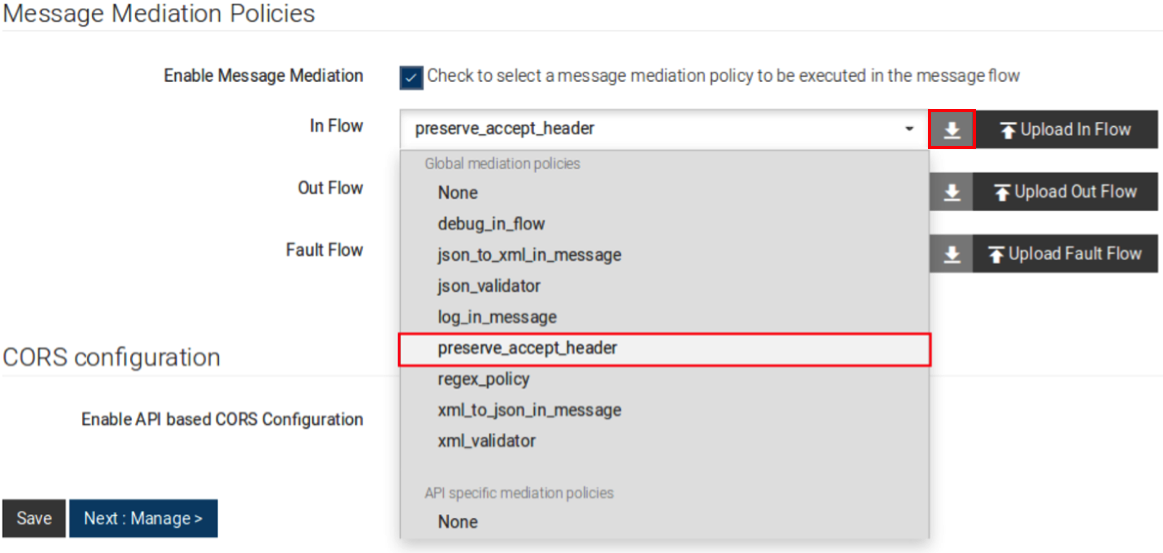 Message Mediation Policies
Enable Message Mediation Check to select a message mediation policy to be executed in the message flow
In Flow preserve_accept_header Upload In Flow
Global mediation policies
None
Out Flow Upload Out Flow
debug_in_flow
Fault Flow json_to_xml_in_message Upload Fault Flow
json_validator
log_in_message
preserve_accept_header
CORS configuration
regex_policy
Enable API based CORS Configuration xml_to_json_in_message
xml_validator
API specific mediation policies
Save Next : Manage > None